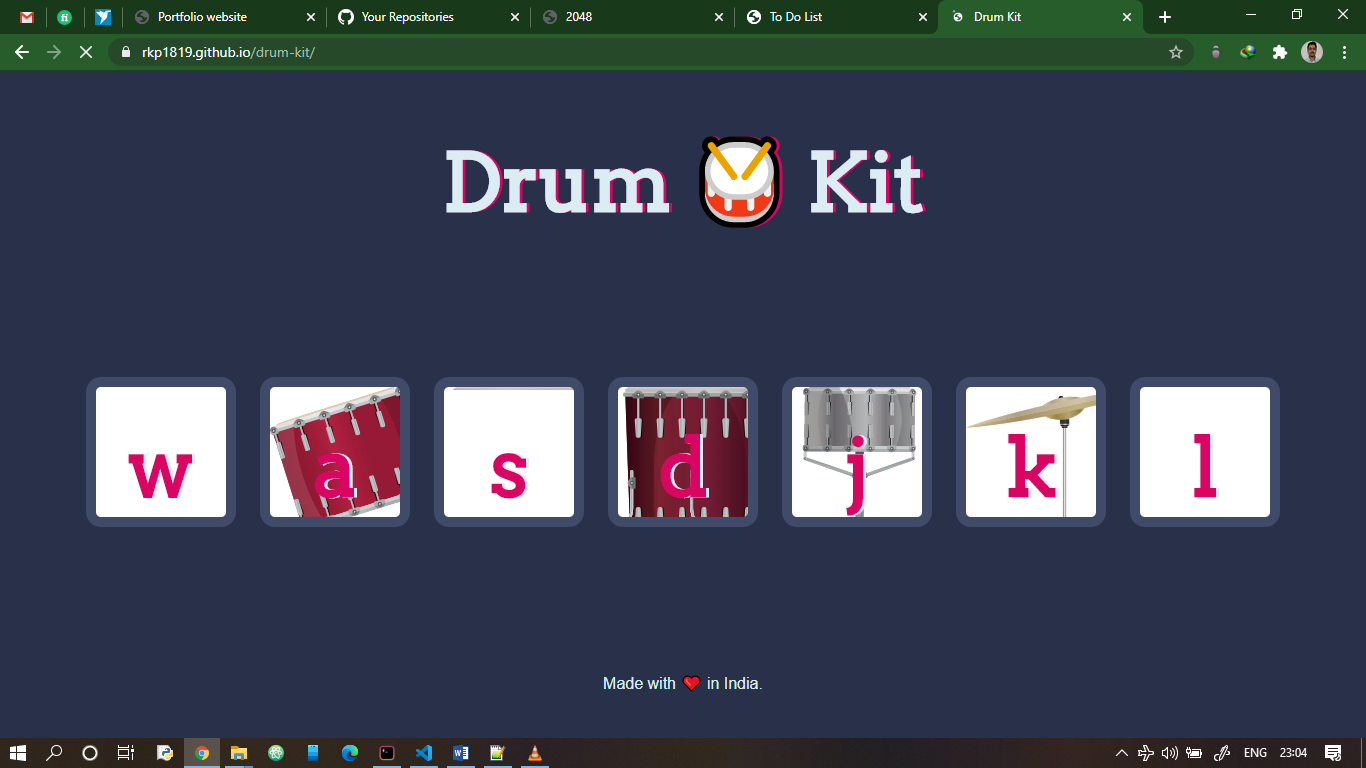 Portfolio website
Your Repositories
2048
To Do List
Drum Kit
rkp1819.github.io/drum-kit/
Drum 🥁 Kit
w
a
s
d
j
k
l
Made with ❤️ in India.
ENG
23:04